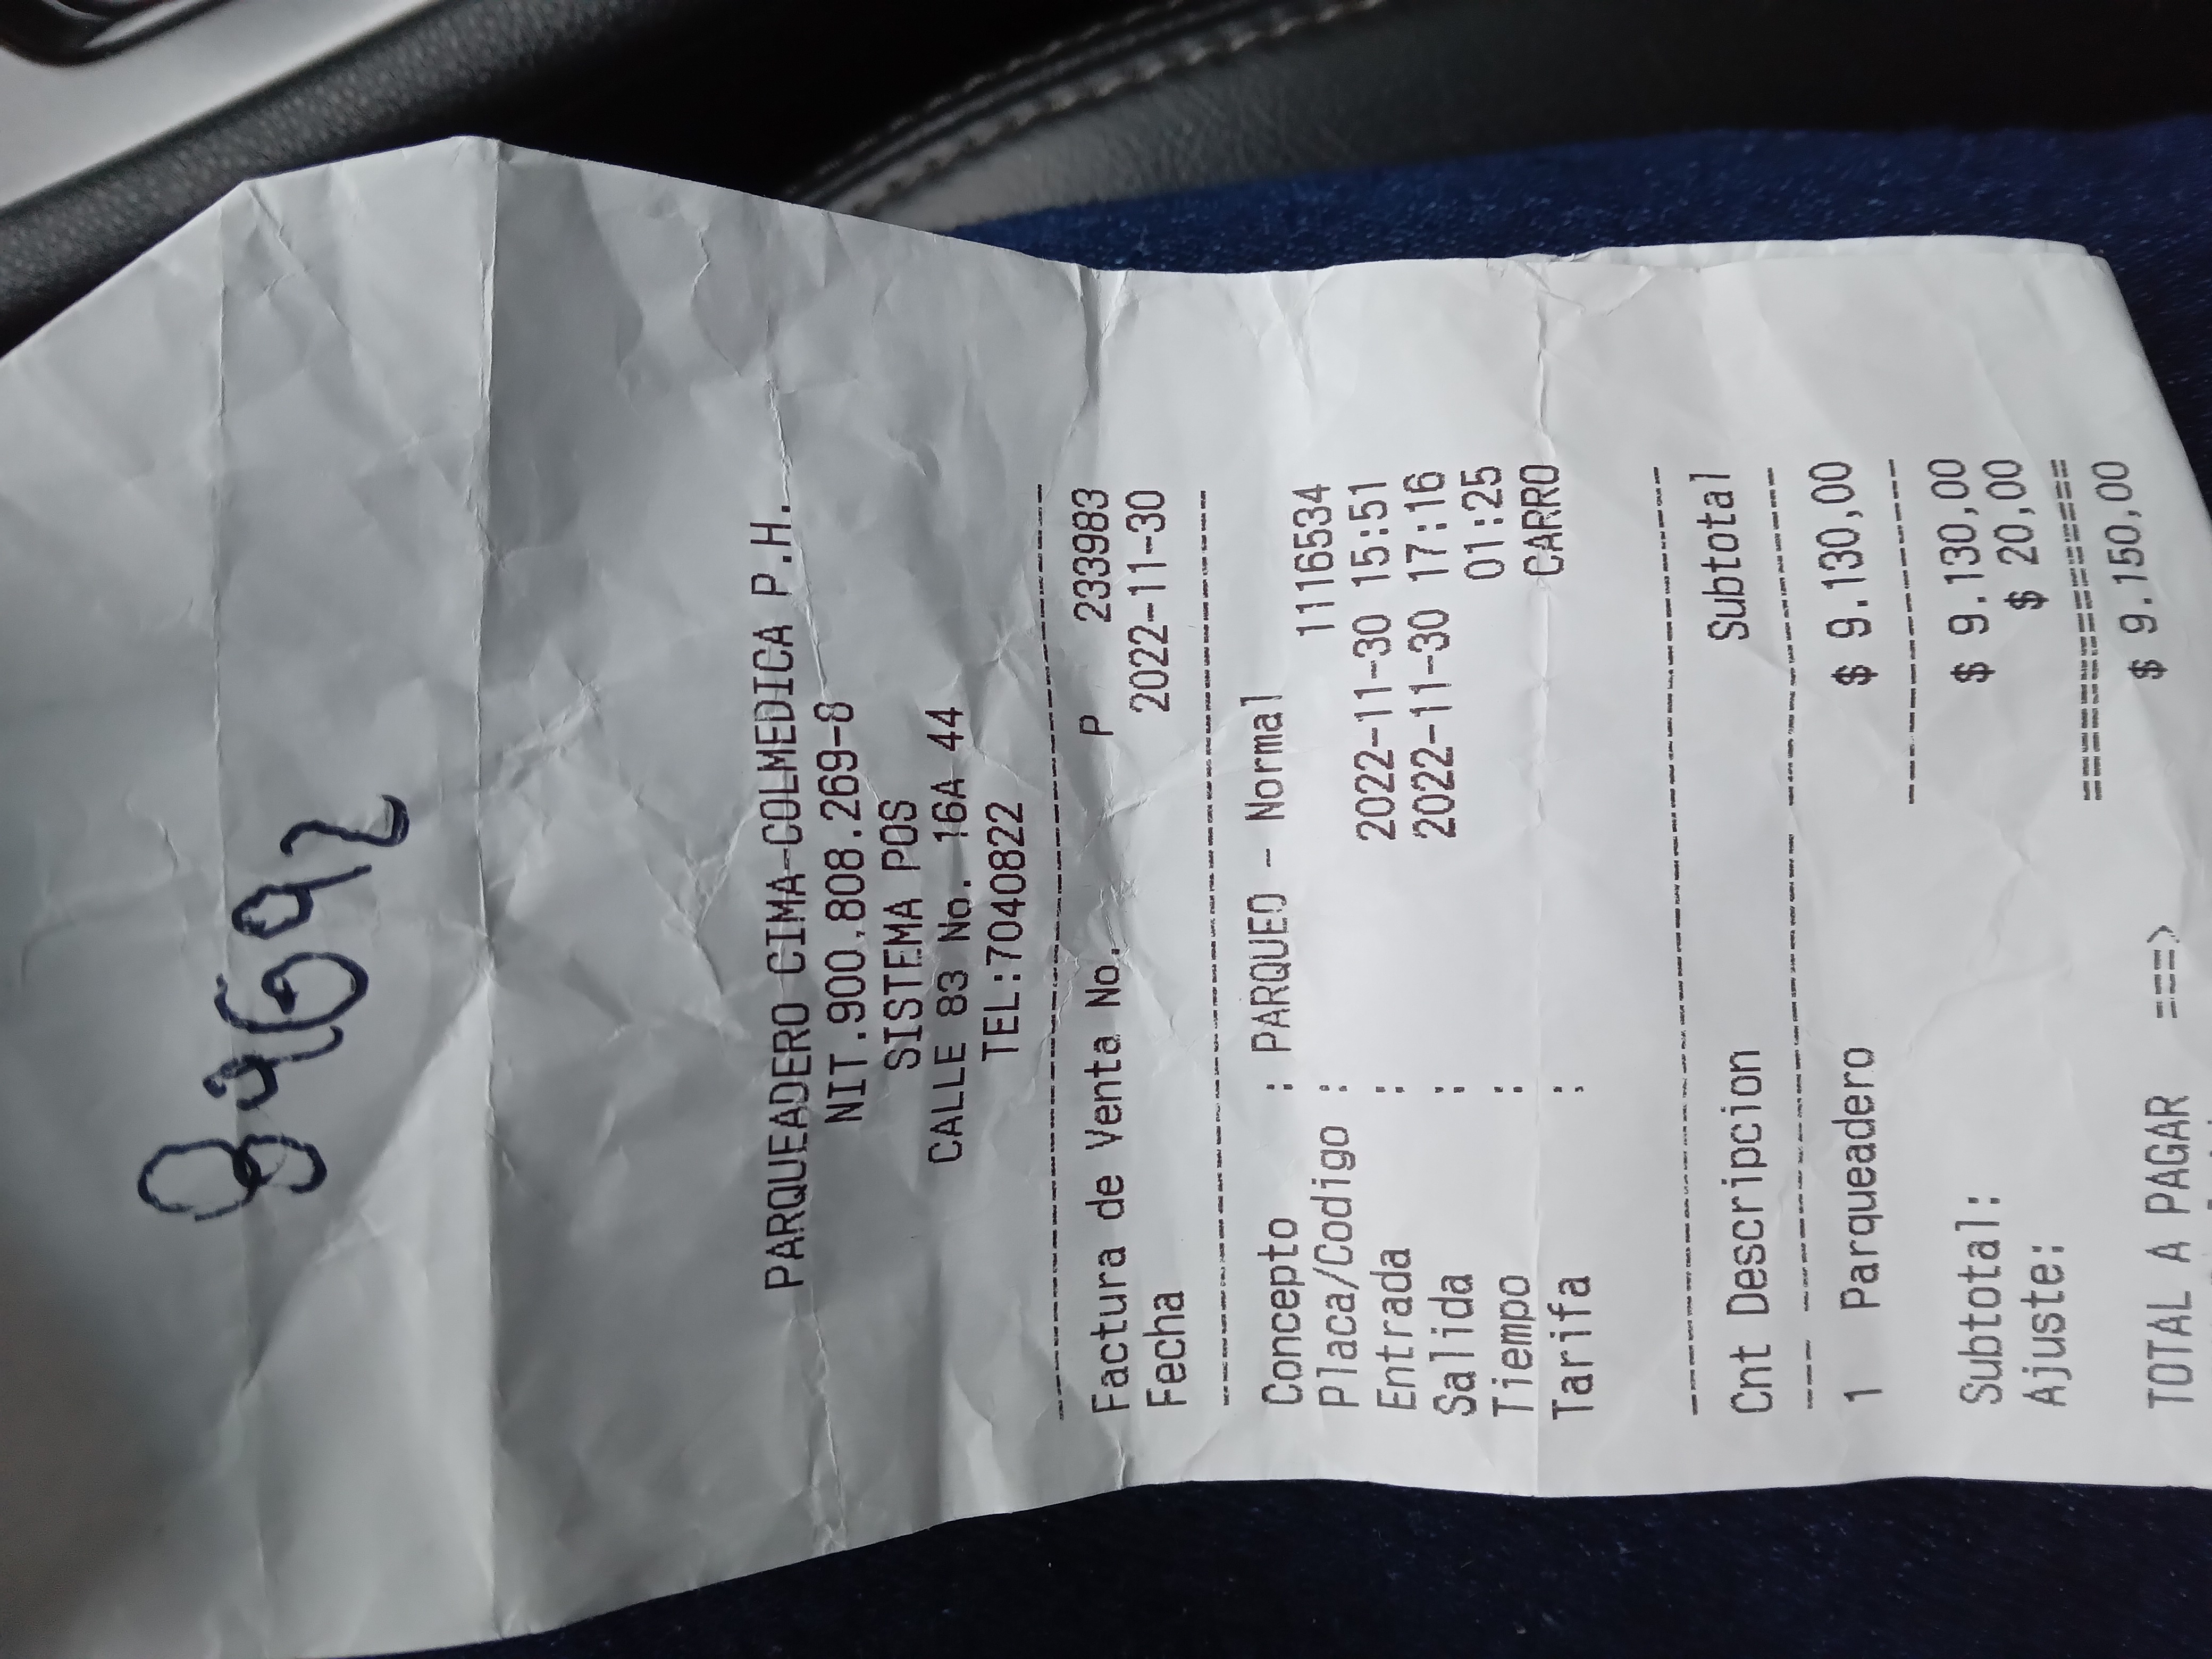 PARQUEADERO CIMA-COLMEDICA P.H.
NIT.900.808.269-8
SISTEMA POS
CALLE 83 No. 16A 44
TEL:7040822
Factura de Venta No. P 233983
Fecha 2022-11-30
Concepto : PARQUEO - Normal
Placa/Codigo : 1116534
Entrada : 2022-11-30 15:51
Salida : 2022-11-30 17:16
Tiempo : 01:25
Tarifa : CARRO
Cnt Descripcion Subtotal
1 Parqueadero $ 9.130,00
Subtotal: $ 9.130,00
Ajuste: $ 20,00
TOTAL A PAGAR ===> $ 9.150,00